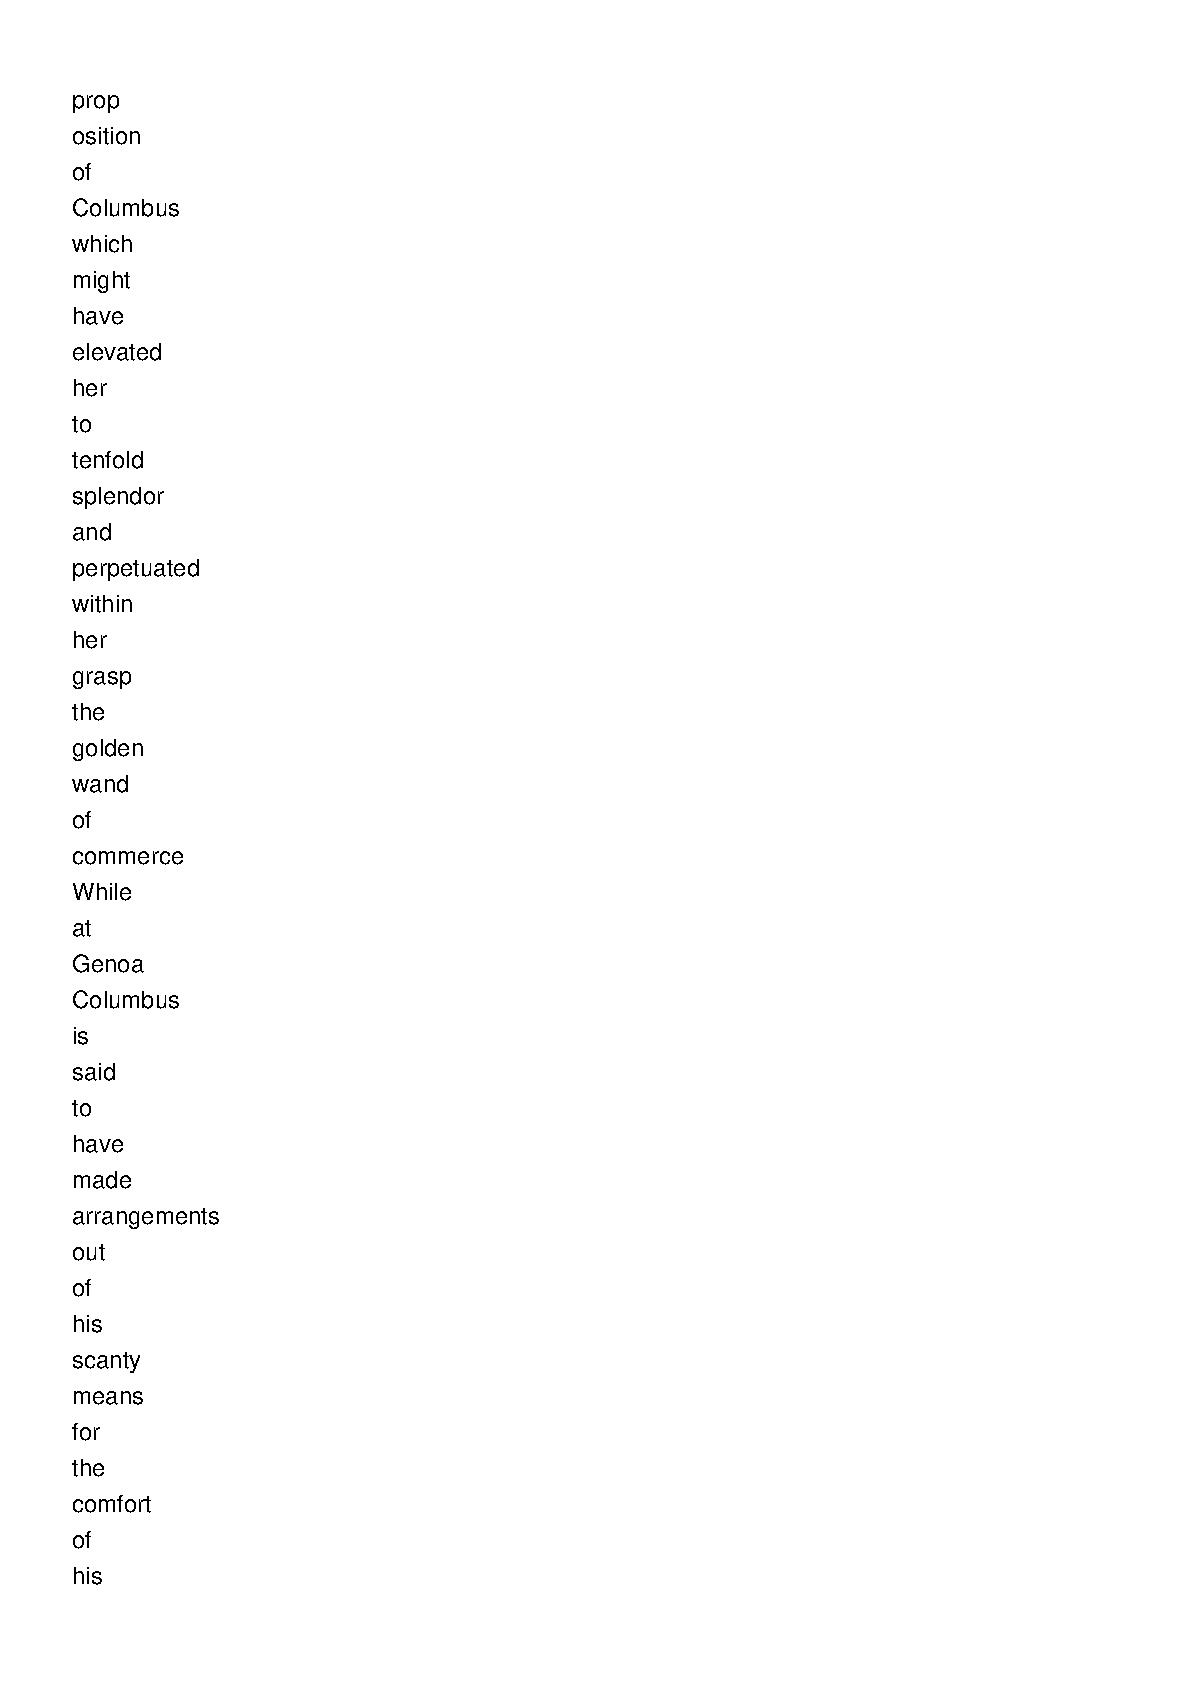 prop
osition
of
Columbus
which
might
have
elevated
her
to
tenfold
splendor
and
perpetuated
within
her
grasp
the
golden
wand
of
commerce
While
at
Genoa
Columbus
is
said
to
have
made
arrangements
out
of
his
scanty
means
for
the
comfort
of
his